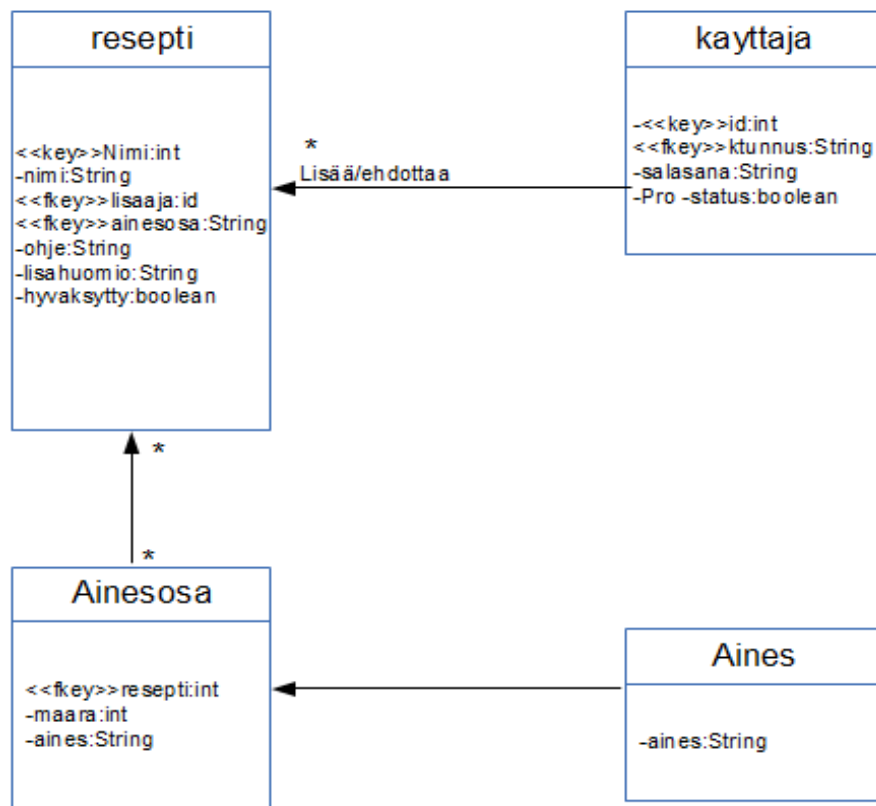 resepti
<<key>>Nimi:int
-nimi:String
<<fkey>>lisaaja:id
<<fkey>>ainesosa:String
-ohje:String
-lisahuomio:String
-hyvaksytty:boolean
kayttaja
-<<key>>id:int
<<fkey>>ktunnus:String
-salasana:String
-Pro -status:boolean
*
Lisää/ehdottaa
*
*
Ainesosa
<<fkey>>resepti:int
-maara:int
-aines:String
Aines
-aines:String